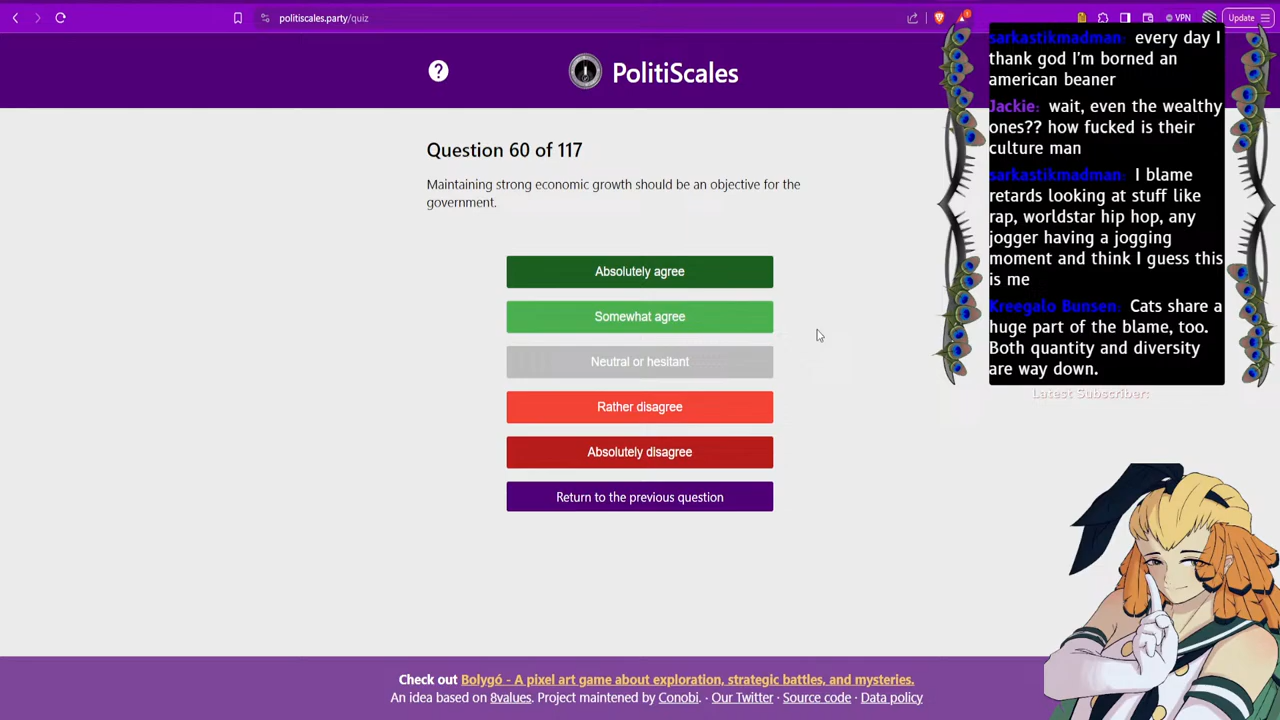 politiscales.party/quiz
VPN
Update
PolitiScales
Question 60 of 117
Maintaining strong economic growth should be an objective for the
government.
Absolutely agree
Somewhat agree
Neutral or hesitant
Rather disagree
Absolutely disagree
Return to the previous question
Check out Bolygó - A pixel art game about exploration, strategic battles, and mysteries.
An idea based on 8values. Project maintened by Conobi. · Our Twitter · Source code · Data policy
sarkastikmadman: every day I
thank god I'm borned an
american beaner
Jackie: wait, even the wealthy
ones?? how fucked is their
culture man
sarkastikmadman: I blame
retards looking at stuff like
rap, worldstar hip hop, any
jogger having a jogging
moment and think I guess this
is me
Kreegalo Bunsen: Cats share a
huge part of the blame, too.
Both quantity and diversity
are way down.
Latest Subscriber: